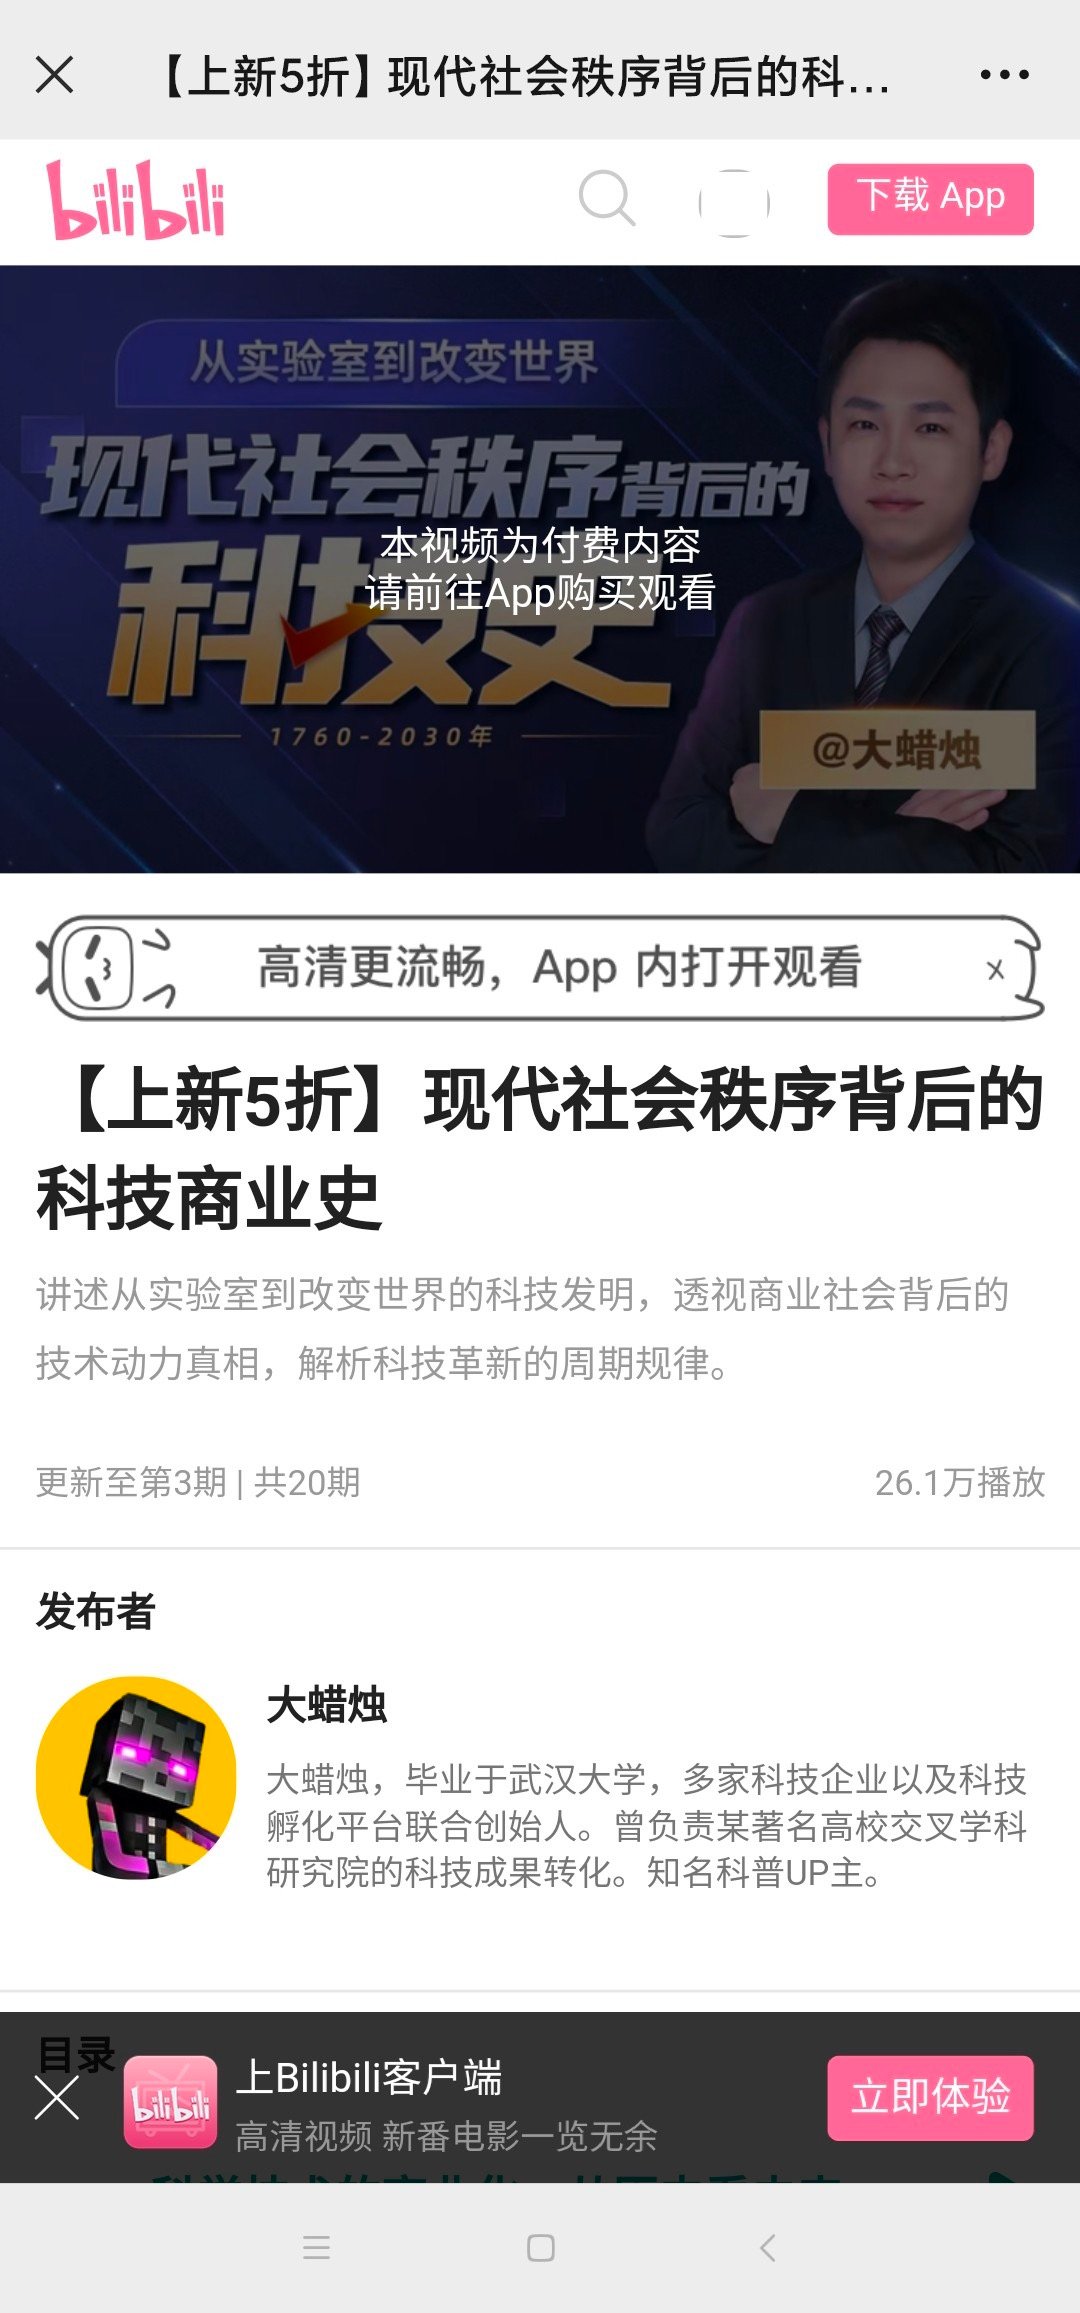 【上新5折】现代社会秩序背后的科...
bilibili
下载 App
从实验室到改变世界
现代社会秩序背后的
科技史
本视频为付费内容
请前往App购买观看
1760-2030年
@大蜡烛
高清更流畅，App 内打开观看
【上新5折】现代社会秩序背后的
科技商业史
讲述从实验室到改变世界的科技发明，透视商业社会背后的
技术动力真相，解析科技革新的周期规律。
更新至第3期 | 共20期
26.1万播放
发布者
大蜡烛
大蜡烛，毕业于武汉大学，多家科技企业以及科技
孵化平台联合创始人。曾负责某著名高校交叉学科
研究院的科技成果转化。知名科普UP主。
目录
bilibili
上Bilibili客户端
高清视频 新番电影一览无余
立即体验